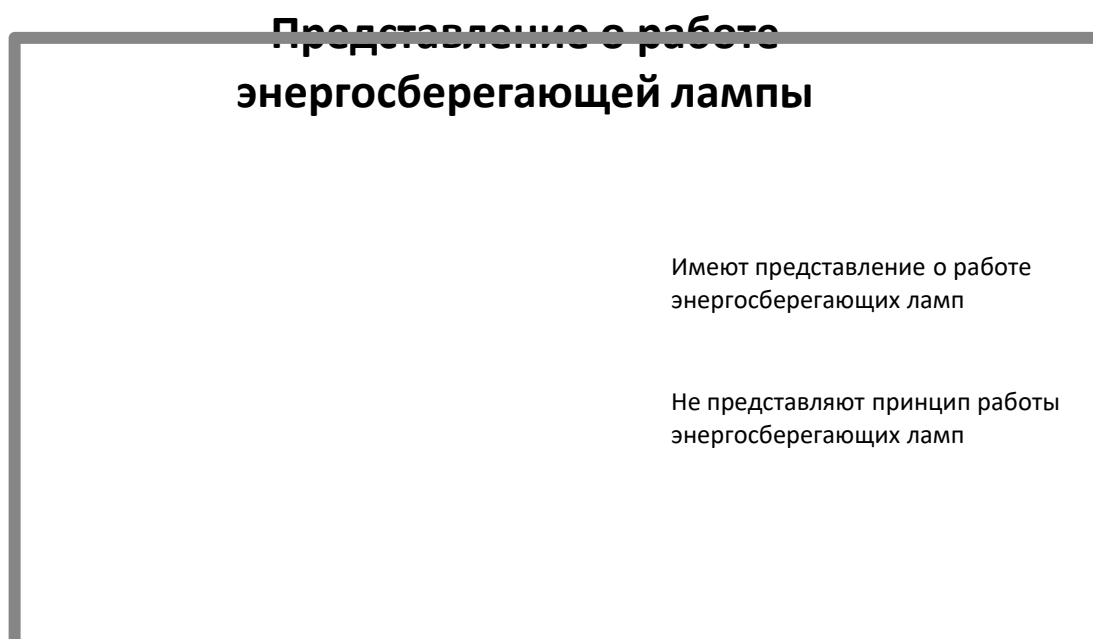 Представление о работе
энергосберегающей лампы
Имеют представление о работе
энергосберегающих ламп
Не представляют принцип работы
энергосберегающих ламп